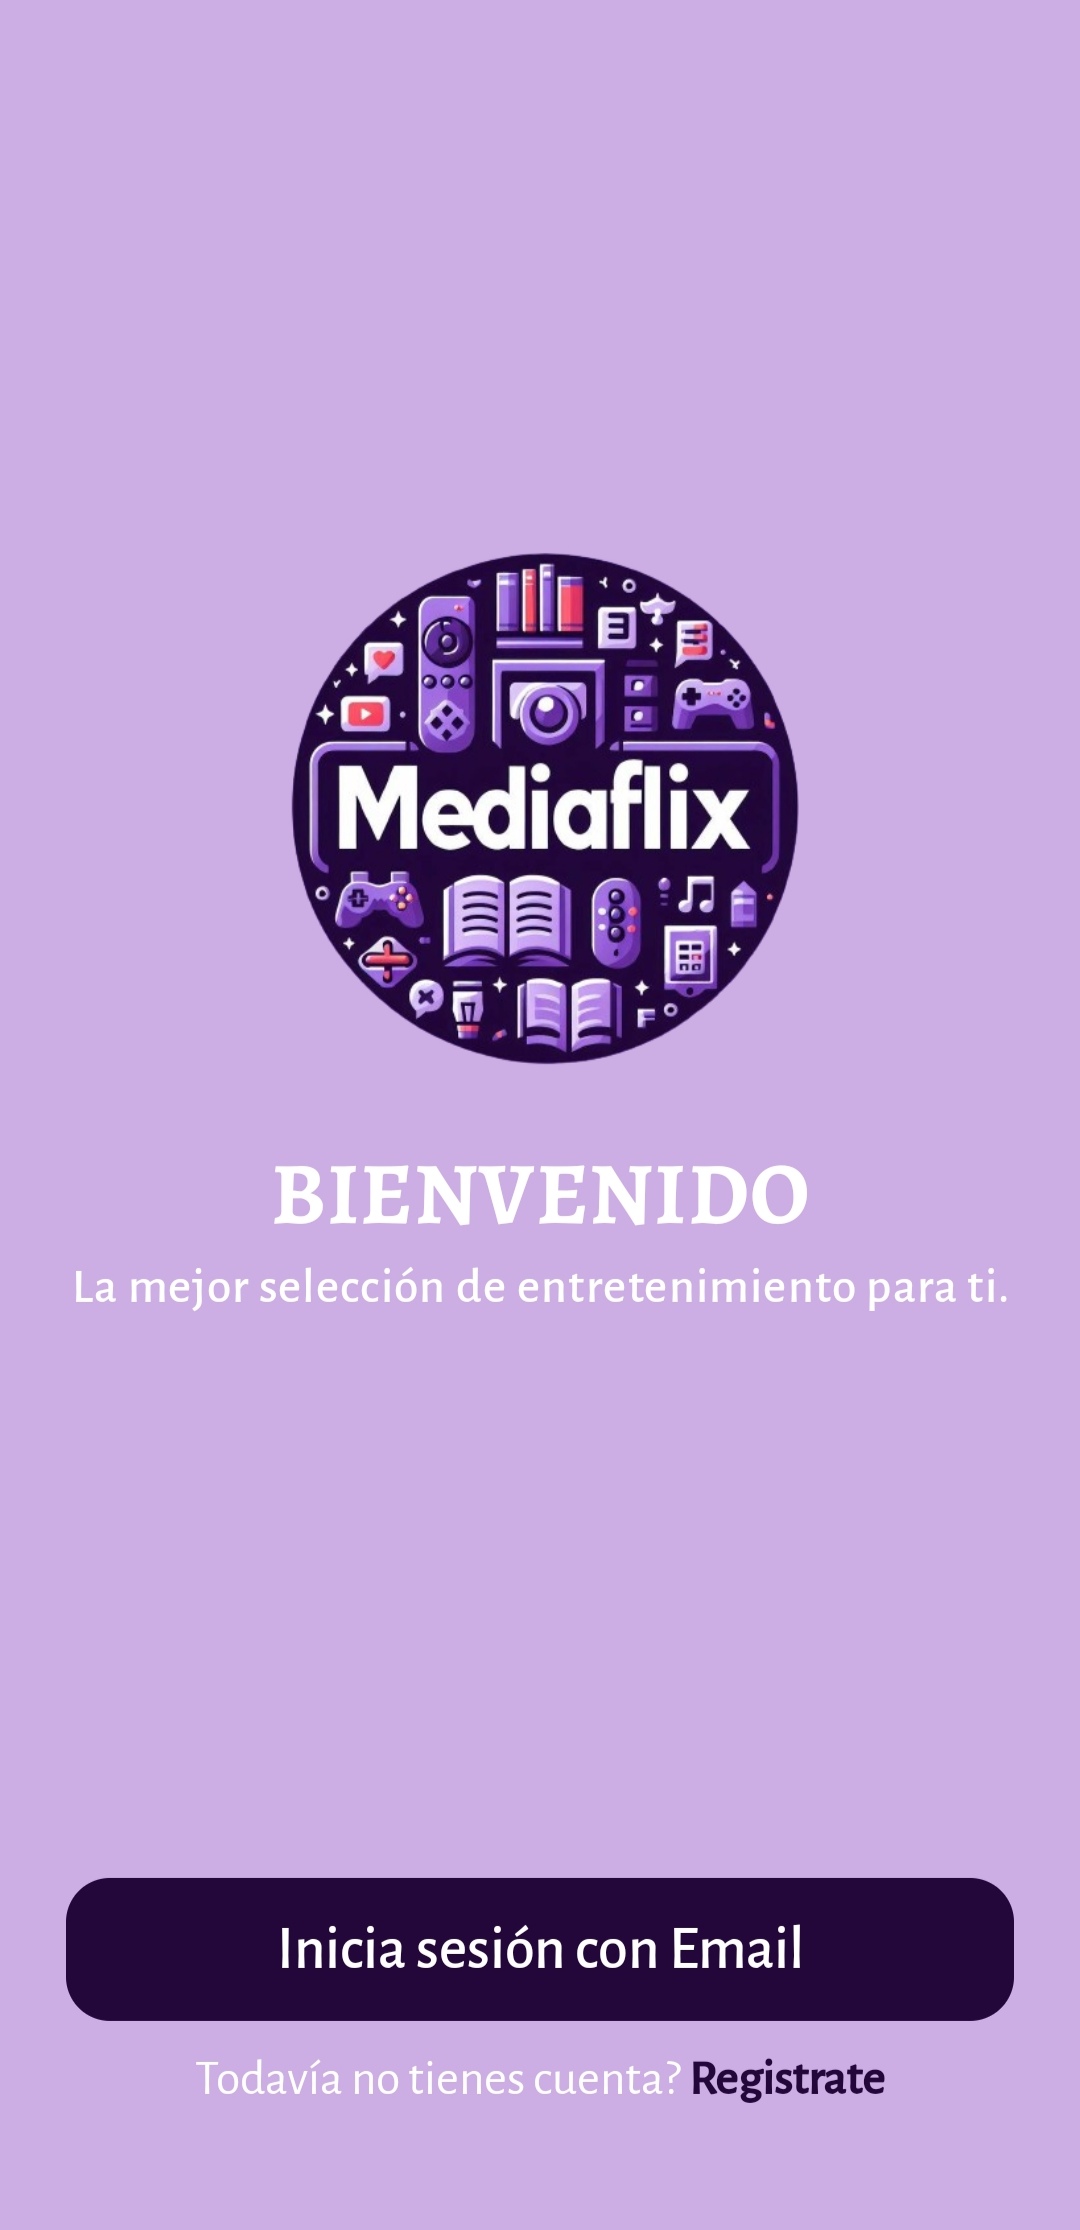 Mediaflix
BIENVENIDO
La mejor selección de entretenimiento para ti.
Inicia sesión con Email
Todavía no tienes cuenta? Registrate